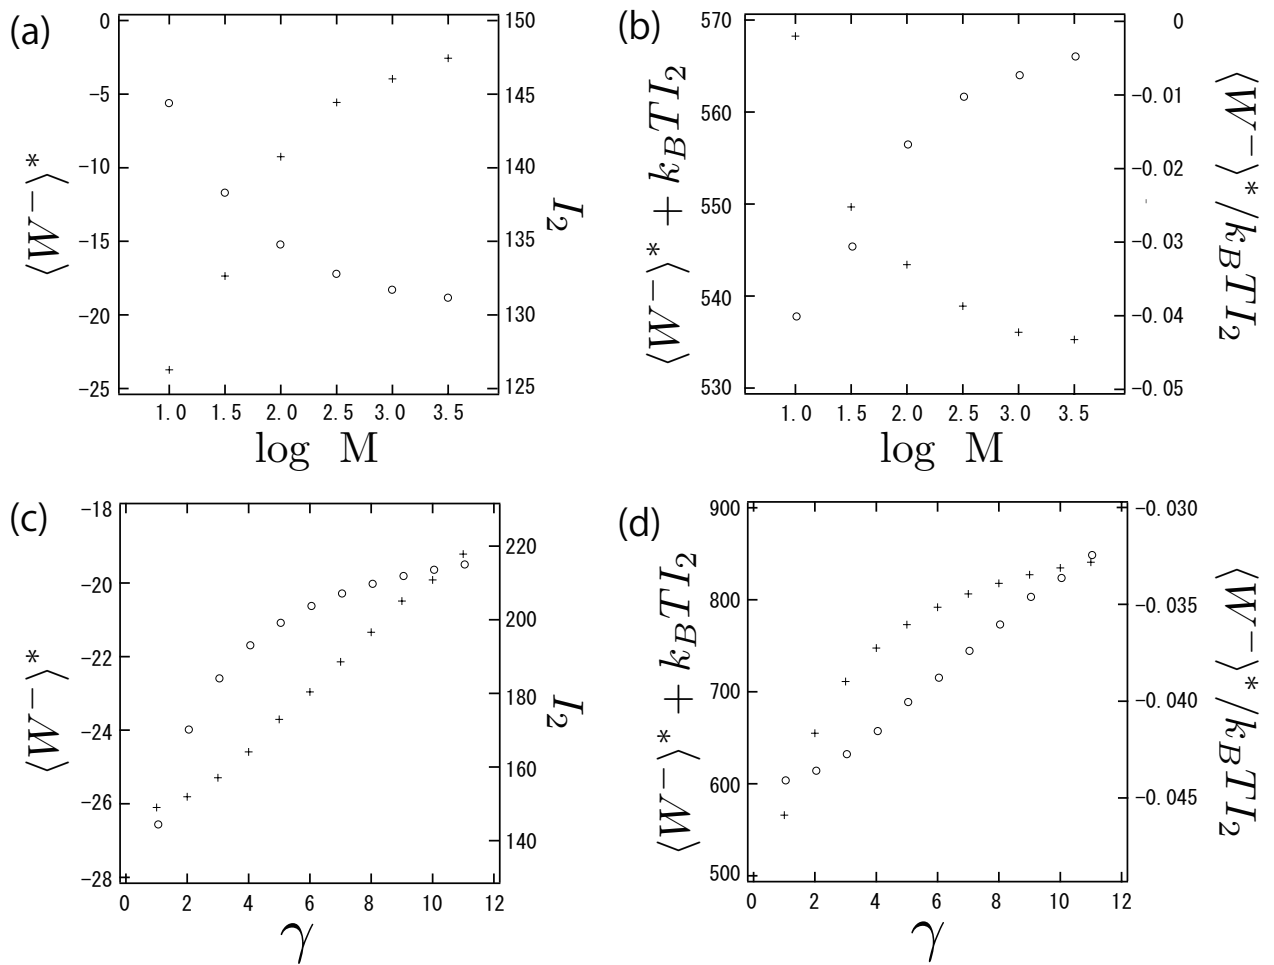 (a)
0
-5
-10
-15
-20
-25
⟨W⁻⟩*
150
145
140
135
130
125
I₂
1.0 1.5 2.0 2.5 3.0 3.5
log M
(b)
570
560
550
540
530
⟨W⁻⟩* + k_BTI₂
0
-0.01
-0.02
-0.03
-0.04
-0.05
⟨W⁻⟩*/k_BTI₂
1.0 1.5 2.0 2.5 3.0 3.5
log M
(c)
-18
-20
-22
-24
-26
-28
⟨W⁻⟩*
220
200
180
160
140
I₂
0 2 4 6 8 10 12
γ
(d)
900
800
700
600
500
⟨W⁻⟩* + k_BTI₂
-0.030
-0.035
-0.040
-0.045
⟨W⁻⟩*/k_BTI₂
0 2 4 6 8 10 12
γ